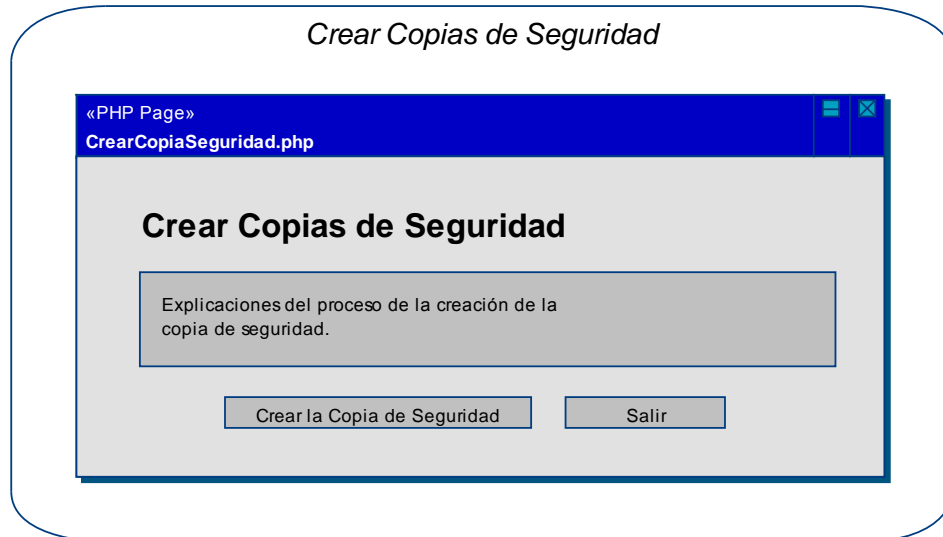 Crear Copias de Seguridad
«PHP Page»
CrearCopiaSeguridad.php
Crear Copias de Seguridad
Explicaciones del proceso de la creación de la
copia de seguridad.
Crear la Copia de Seguridad
Salir